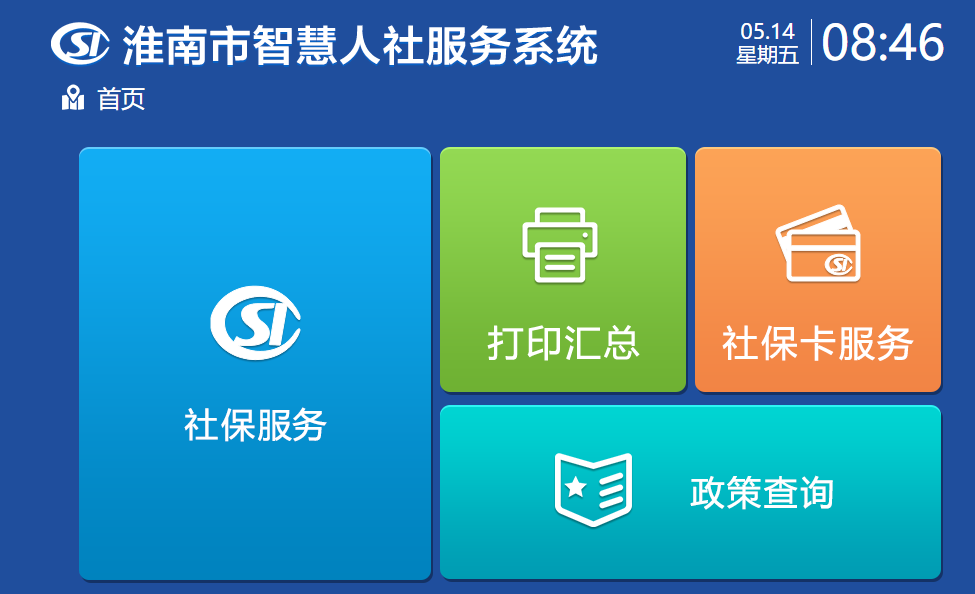 淮南市智慧人社服务系统
05.14
星期五
08:46
首页
社保服务
打印汇总
社保卡服务
政策查询